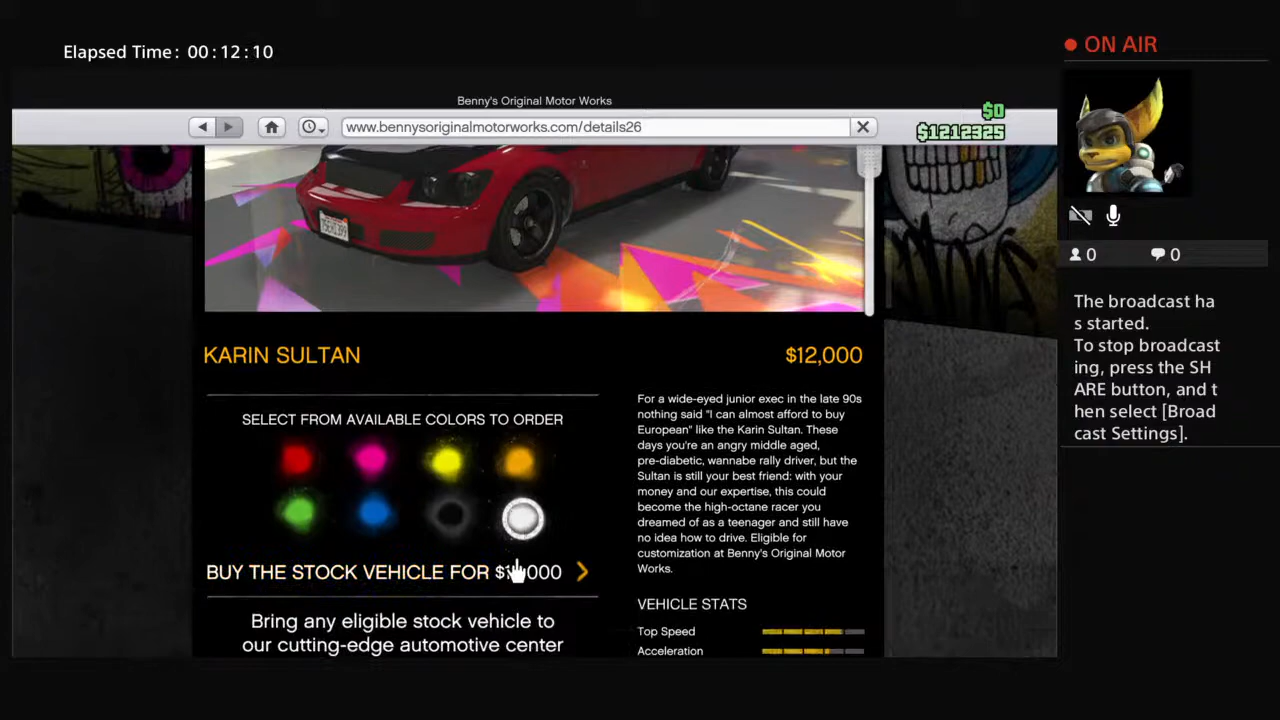 Elapsed Time: 00:12:10
ON AIR
Benny's Original Motor Works
www.bennysoriginalmotorworks.com/details26
$0
$1212325
0
0
The broadcast ha
s started.
To stop broadcast
ing, press the SH
ARE button, and t
hen select [Broad
cast Settings].
KARIN SULTAN
$12,000
SELECT FROM AVAILABLE COLORS TO ORDER
BUY THE STOCK VEHICLE FOR
Bring any eligible stock vehicle to
our cutting-edge automotive center
For a wide-eyed junior exec in the late 90s
nothing said "I can almost afford to buy
European" like the Karin Sultan. These
days you're an angry middle aged,
pre-diabetic, wannabe rally driver, but the
Sultan is still your best friend: with your
money and our expertise, this could
become the high-octane racer you
dreamed of as a teenager and still have
no idea how to drive. Eligible for
customization at Benny's Original Motor
Works.
VEHICLE STATS
Top Speed
Acceleration